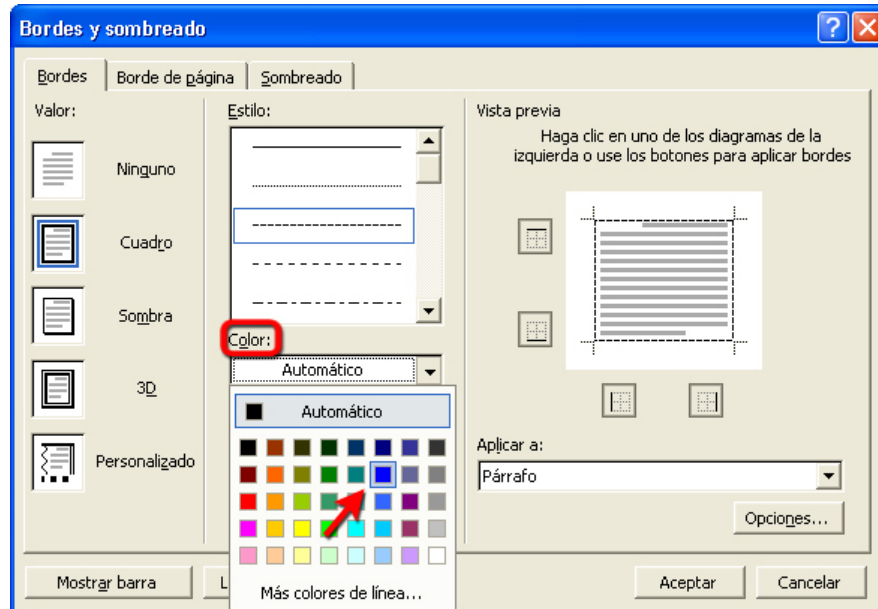 Bordes y sombreado
Bordes
Borde de página
Sombreado
Valor:
Ninguno
Cuadro
Sombra
3D
Personalizado
Estilo:
Color:
Automático
Automático
Más colores de línea...
Vista previa
Haga clic en uno de los diagramas de la
izquierda o use los botones para aplicar bordes
Aplicar a:
Párrafo
Opciones...
Mostrar barra
L
Aceptar
Cancelar